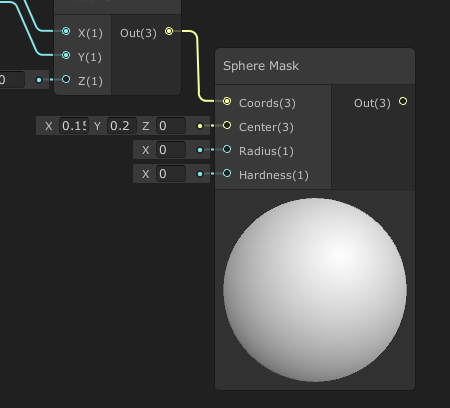 X(1) Out(3)
Y(1)
0 Z(1)
Sphere Mask
Coords(3) Out(3)
X 0.15 Y 0.2 Z 0 Center(3)
X 0 Radius(1)
X 0 Hardness(1)